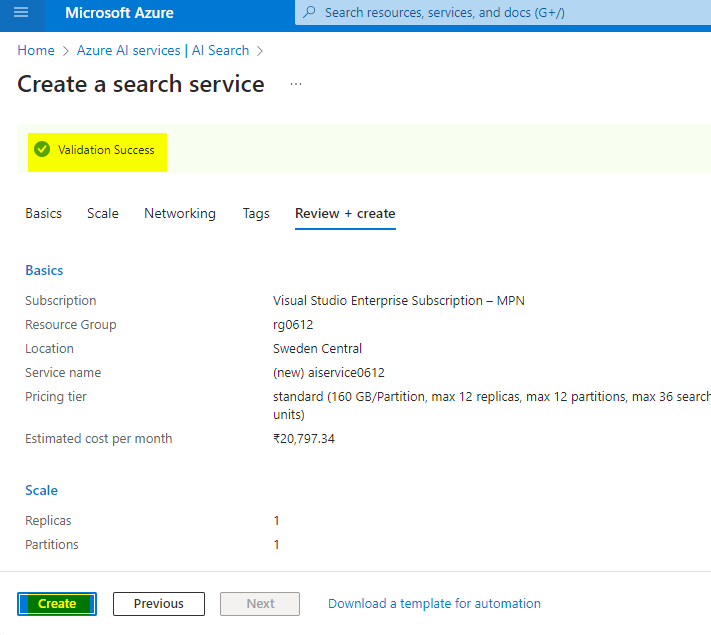 Microsoft Azure
Search resources, services, and docs (G+/)
Home > Azure AI services | AI Search >
Create a search service ...
Validation Success
Basics Scale Networking Tags Review + create
Basics
Subscription Visual Studio Enterprise Subscription – MPN
Resource Group rg0612
Location Sweden Central
Service name (new) aiservice0612
Pricing tier standard (160 GB/Partition, max 12 replicas, max 12 partitions, max 36 search
units)
Estimated cost per month ₹20,797.34
Scale
Replicas 1
Partitions 1
Create Previous Next Download a template for automation